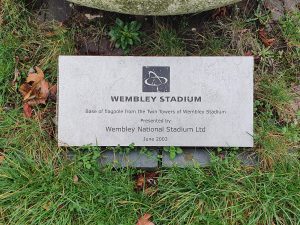 WEMBLEY STADIUM
Base of flagpole from the Twin Towers of Wembley Stadium
Presented by
Wembley National Stadium Ltd
June 2003